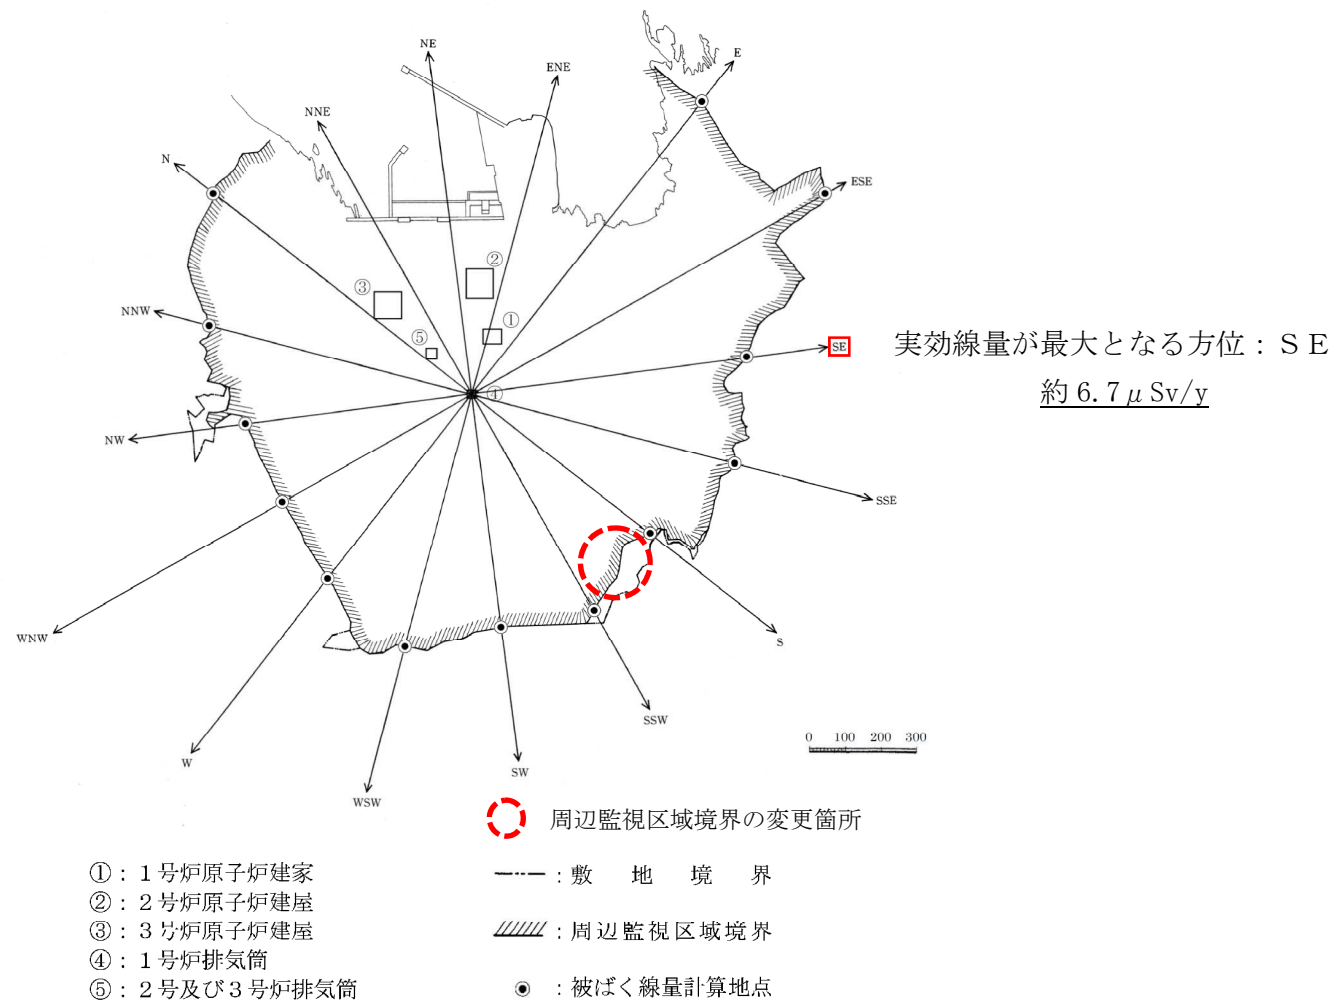 NE
ENE
E
NNE
N
ESE
②
③
①
NNW
⑤
SE
実効線量が最大となる方位：ＳＥ
約 6.7μSv/y
④
NW
SSE
WNW
S
SSW
0 100 200 300
W
SW
WSW
周辺監視区域境界の変更箇所
①：１号炉原子炉建家
②：２号炉原子炉建屋
③：３号炉原子炉建屋
④：１号炉排気筒
⑤：２号及び３号炉排気筒
：敷地境界
：周辺監視区域境界
：被ばく線量計算地点